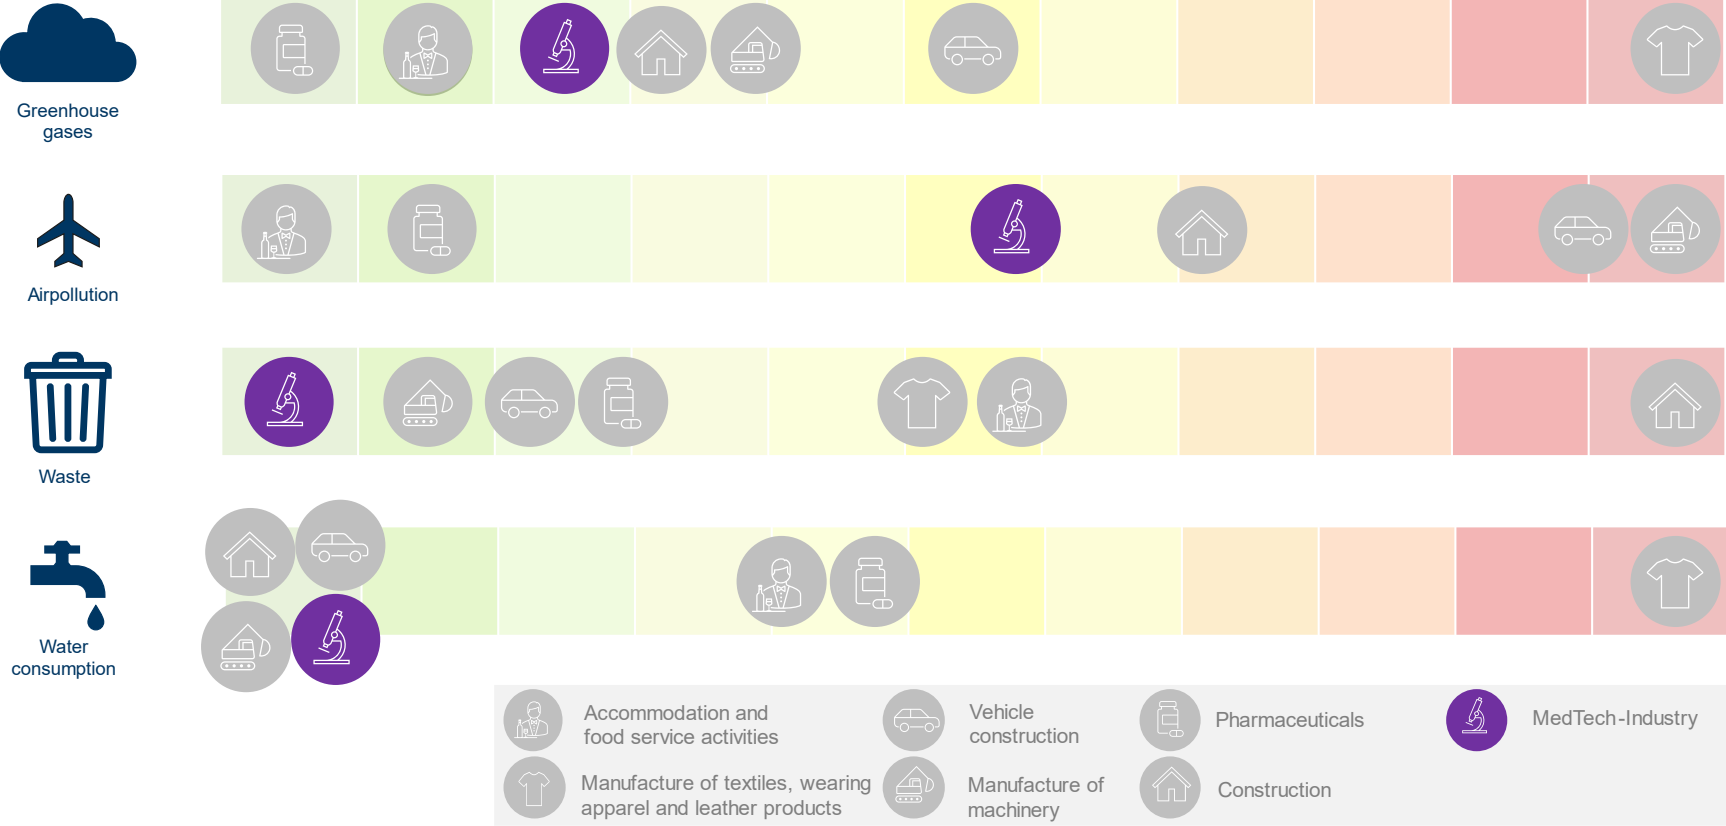 Greenhouse
gases
Airpollution
Waste
Water
consumption
Accommodation and
food service activities
Vehicle
construction
Pharmaceuticals
MedTech-Industry
Manufacture of textiles, wearing
apparel and leather products
Manufacture of
machinery
Construction